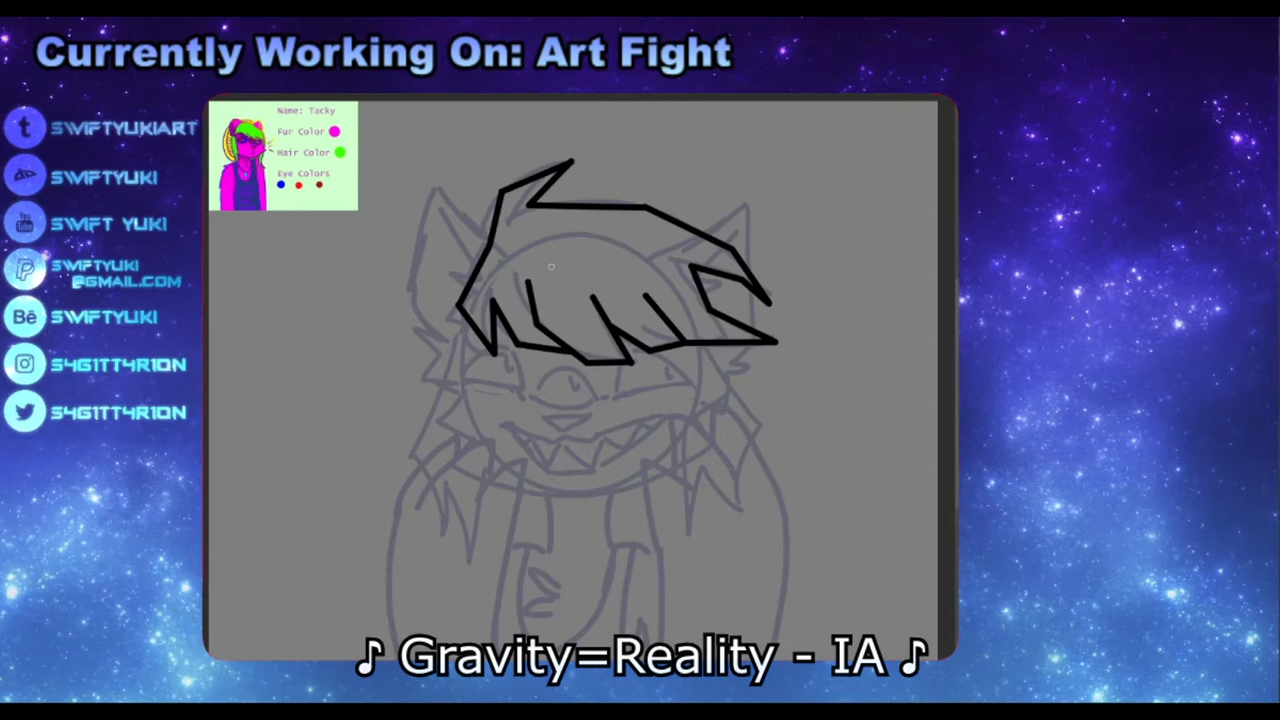 Currently Working On: Art Fight
SWIFTYUKIART
SWIFTYUKI
SWIFT YUKI
SWIFTYUKI
@GMAIL.COM
SWIFTYUKI
S4G1TT4R10N
S4G1TT4R10N
Name: Tacky
Fur Color
Hair Color
Eye Colors
♪ Gravity=Reality - IA ♪